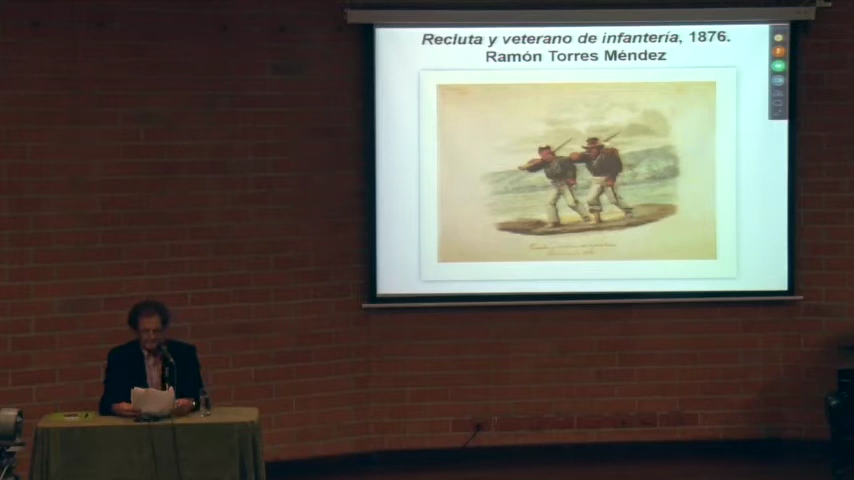 Recluta y veterano de infantería, 1876.
Ramón Torres Méndez